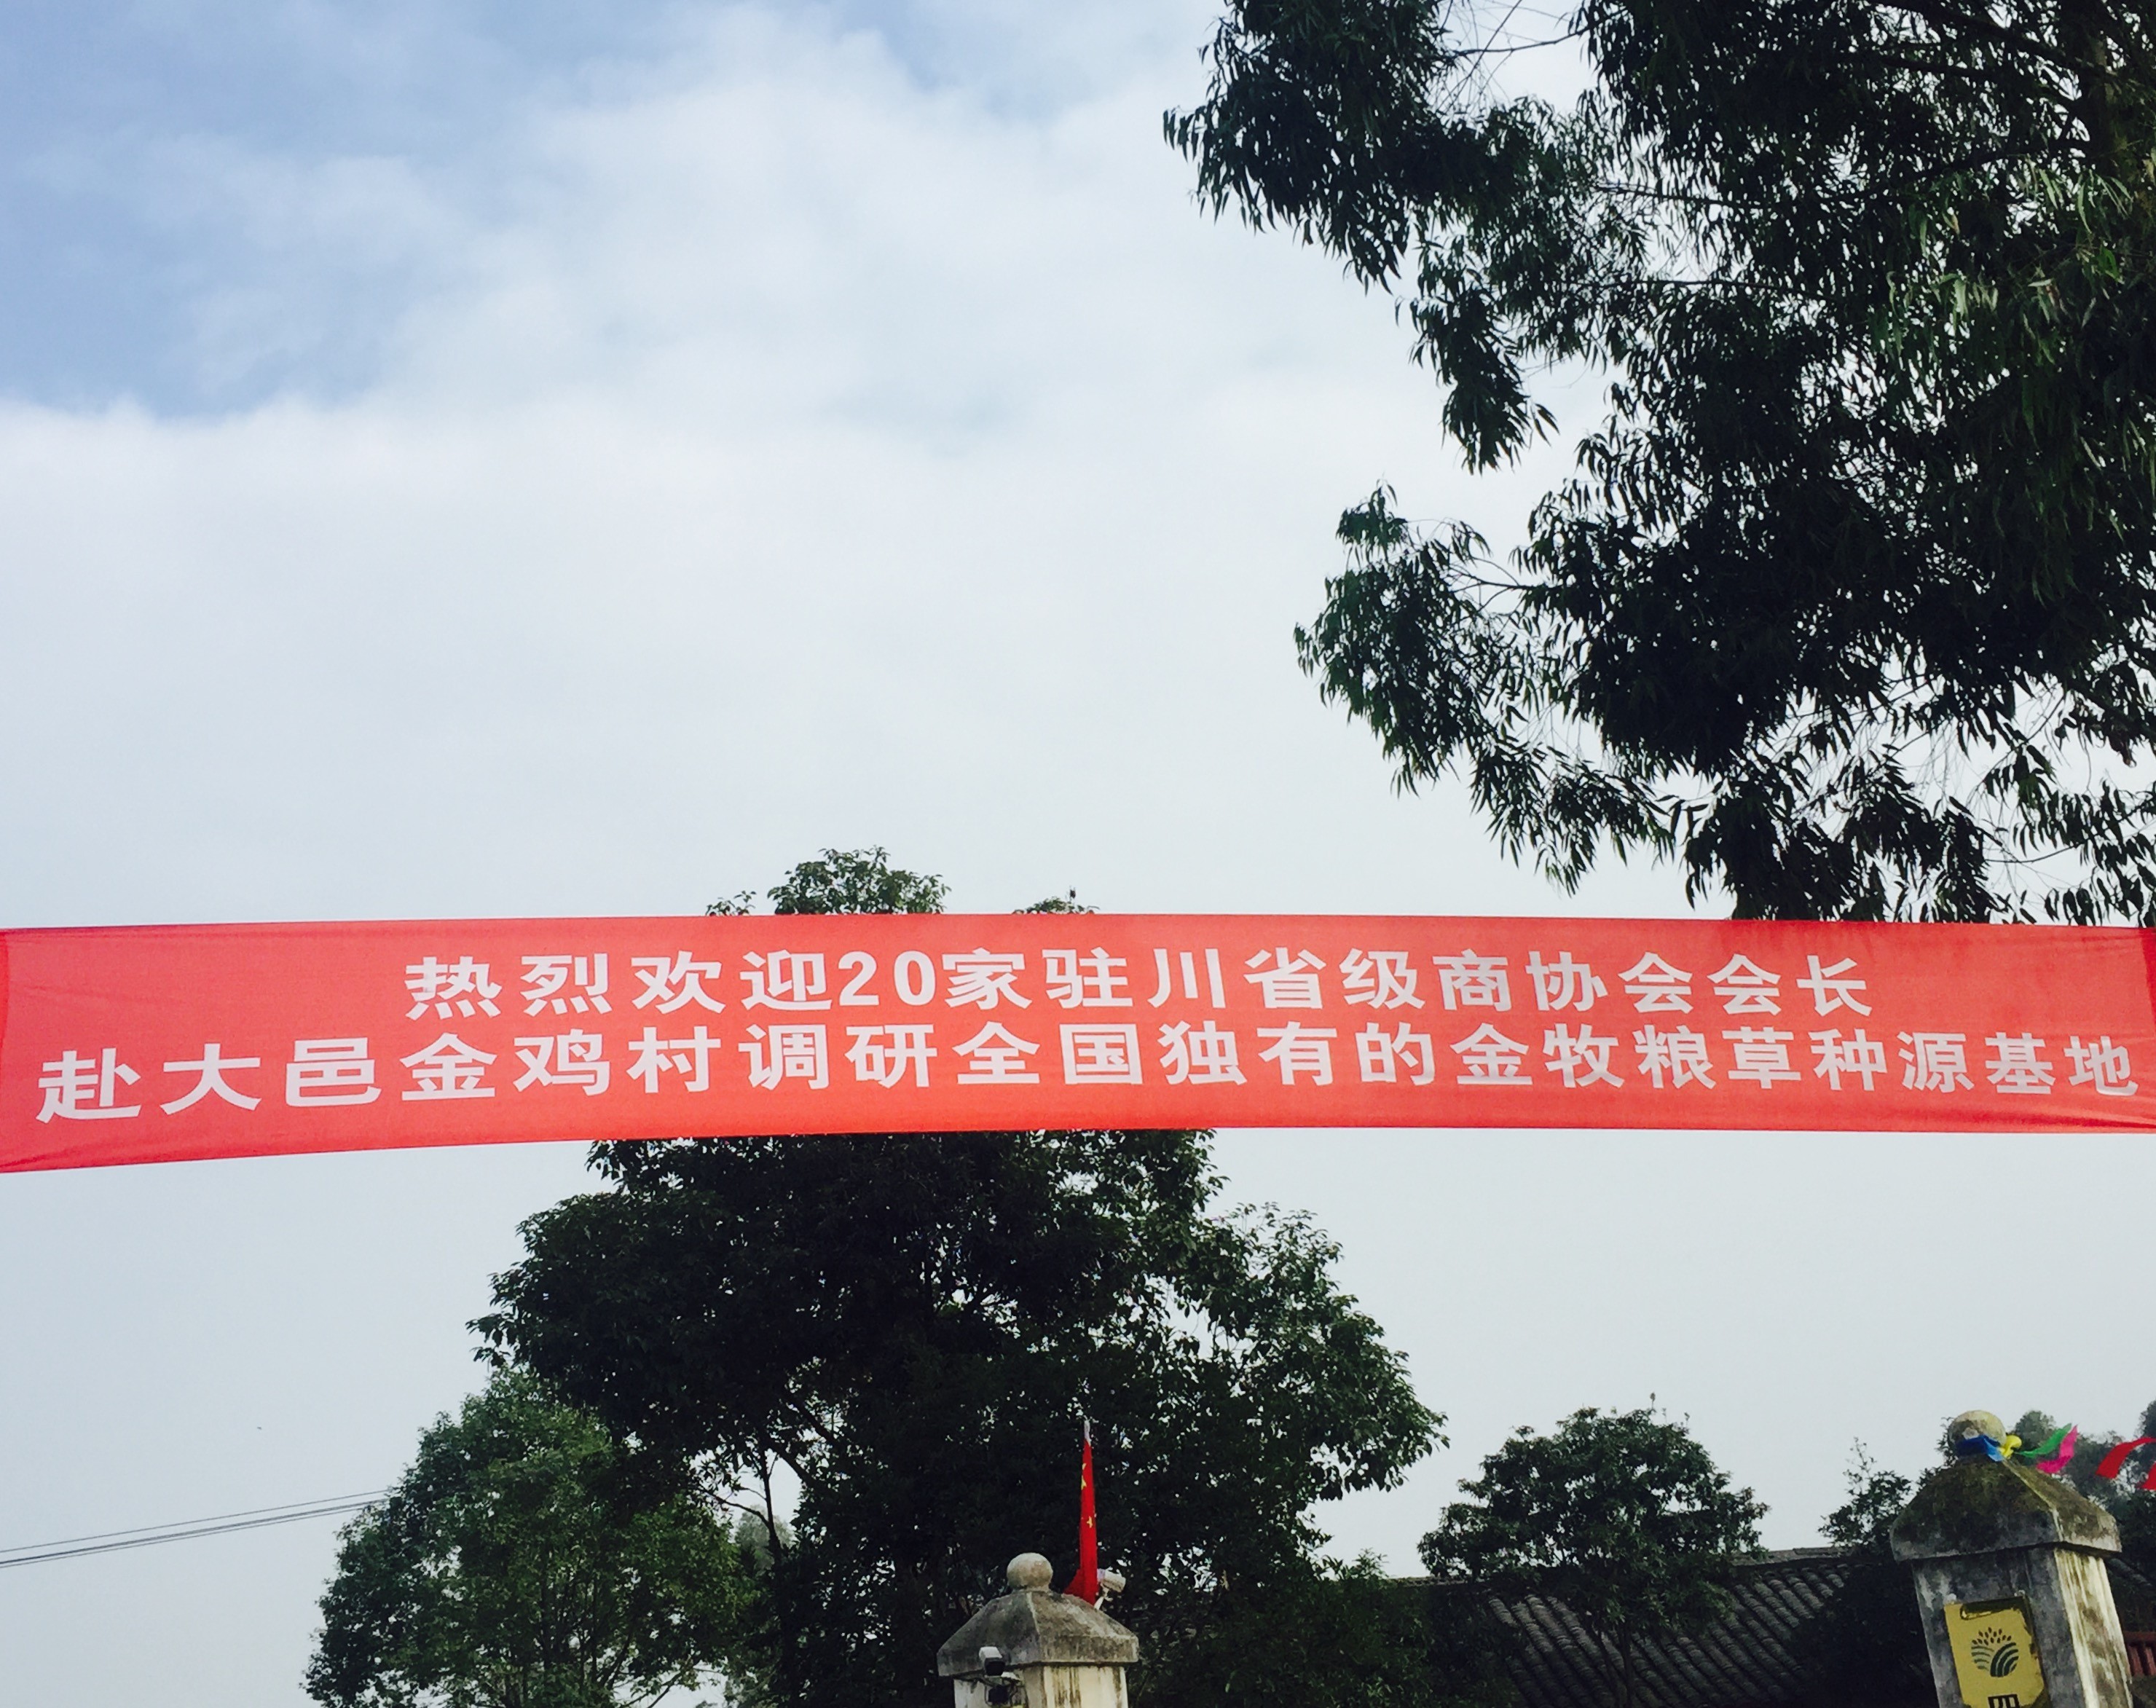 热烈欢迎20家驻川省级商协会会长
赴大邑金鸡村调研全国独有的金牧粮草种源基地